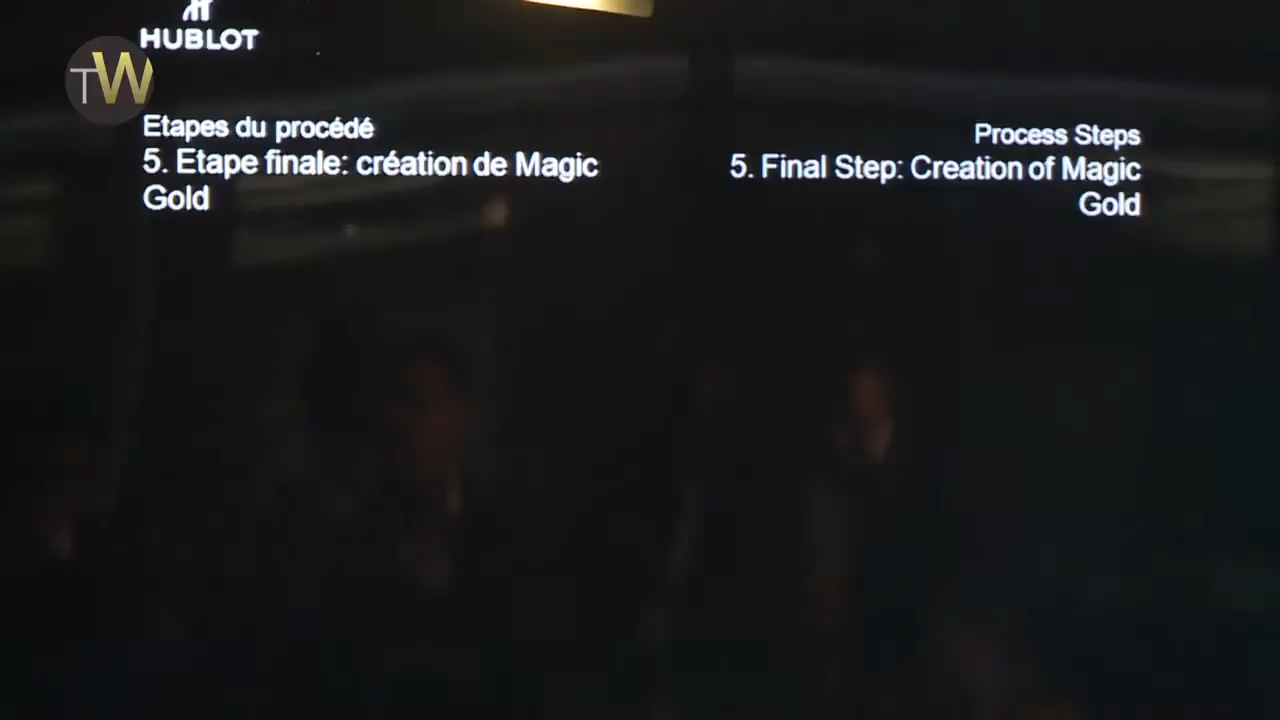 HUBLOT
TW
Etapes du procédé
5. Etape finale: création de Magic
Gold
Process Steps
5. Final Step: Creation of Magic
Gold